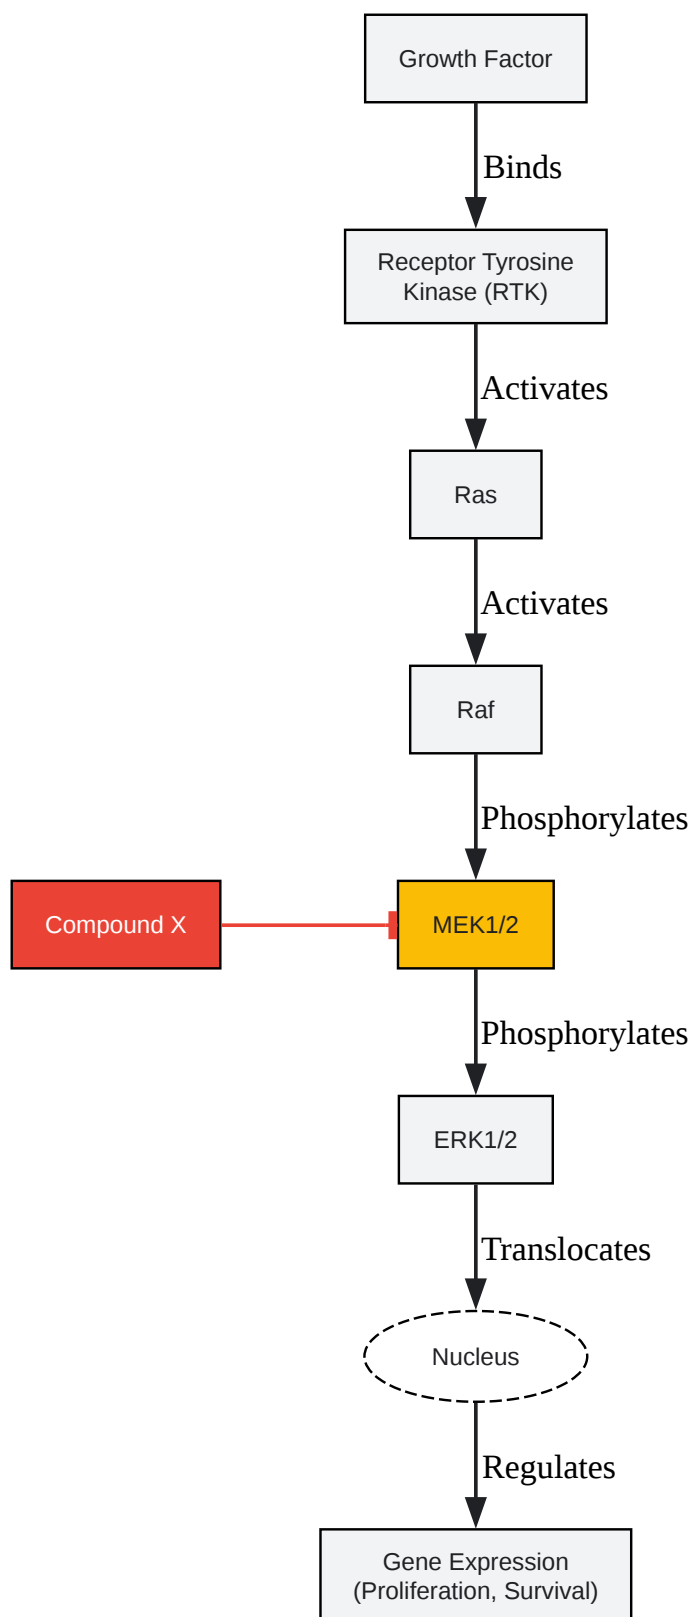 Growth Factor
Binds
Receptor Tyrosine
Kinase (RTK)
Activates
Ras
Activates
Raf
Phosphorylates
Compound X
MEK1/2
Phosphorylates
ERK1/2
Translocates
Nucleus
Regulates
Gene Expression
(Proliferation, Survival)